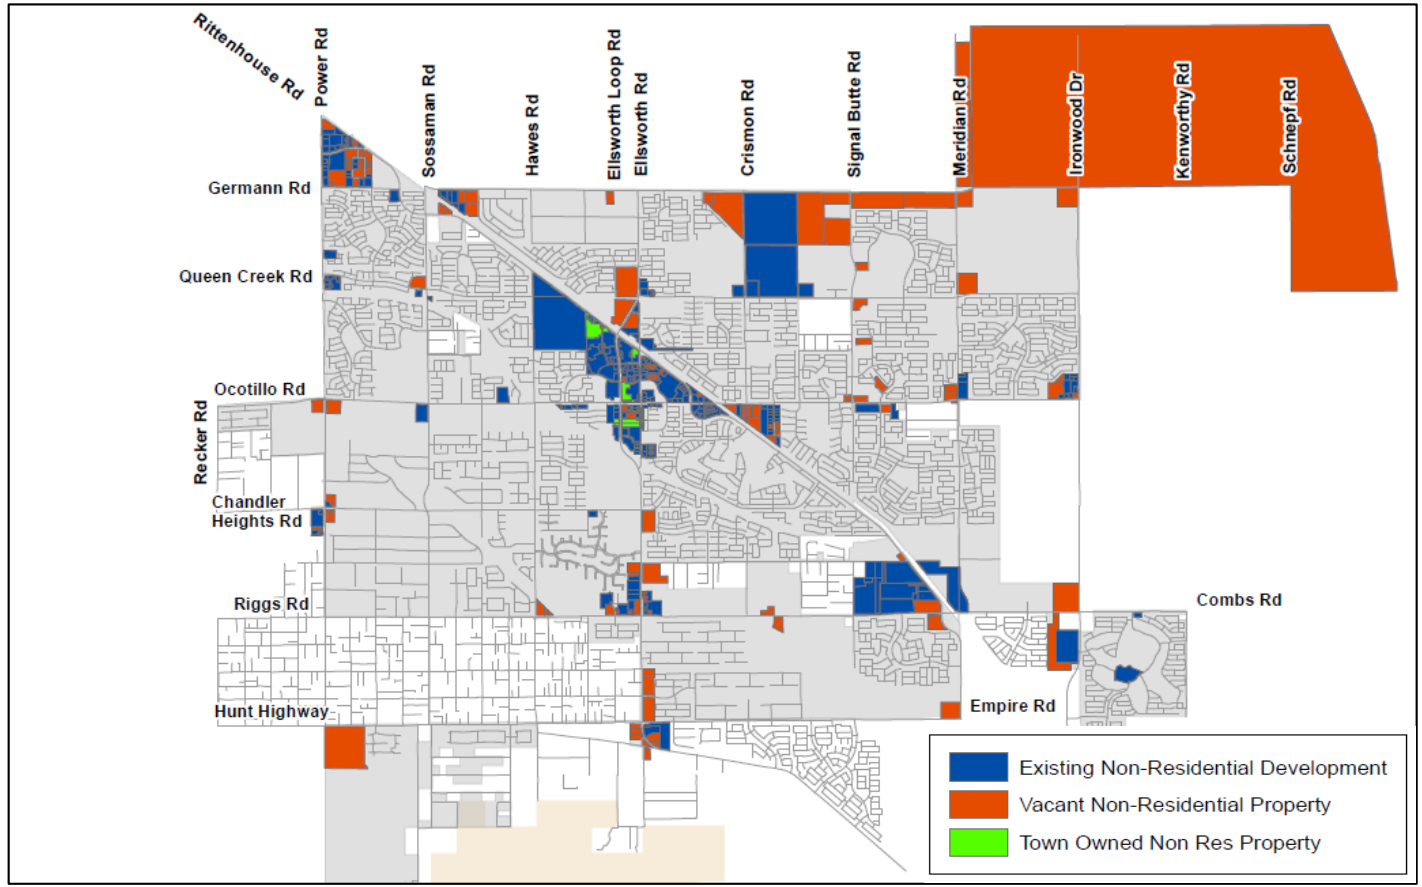 Rittenhouse Rd
Power Rd
Sossaman Rd
Hawes Rd
Ellsworth Loop Rd
Ellsworth Rd
Crismon Rd
Signal Butte Rd
Meridian Rd
Ironwood Dr
Kenworthy Rd
Schnepf Rd
Germann Rd
Queen Creek Rd
Ocotillo Rd
Recker Rd
Chandler
Heights Rd
Riggs Rd
Combs Rd
Hunt Highway
Empire Rd
Existing Non-Residential Development
Vacant Non-Residential Property
Town Owned Non Res Property